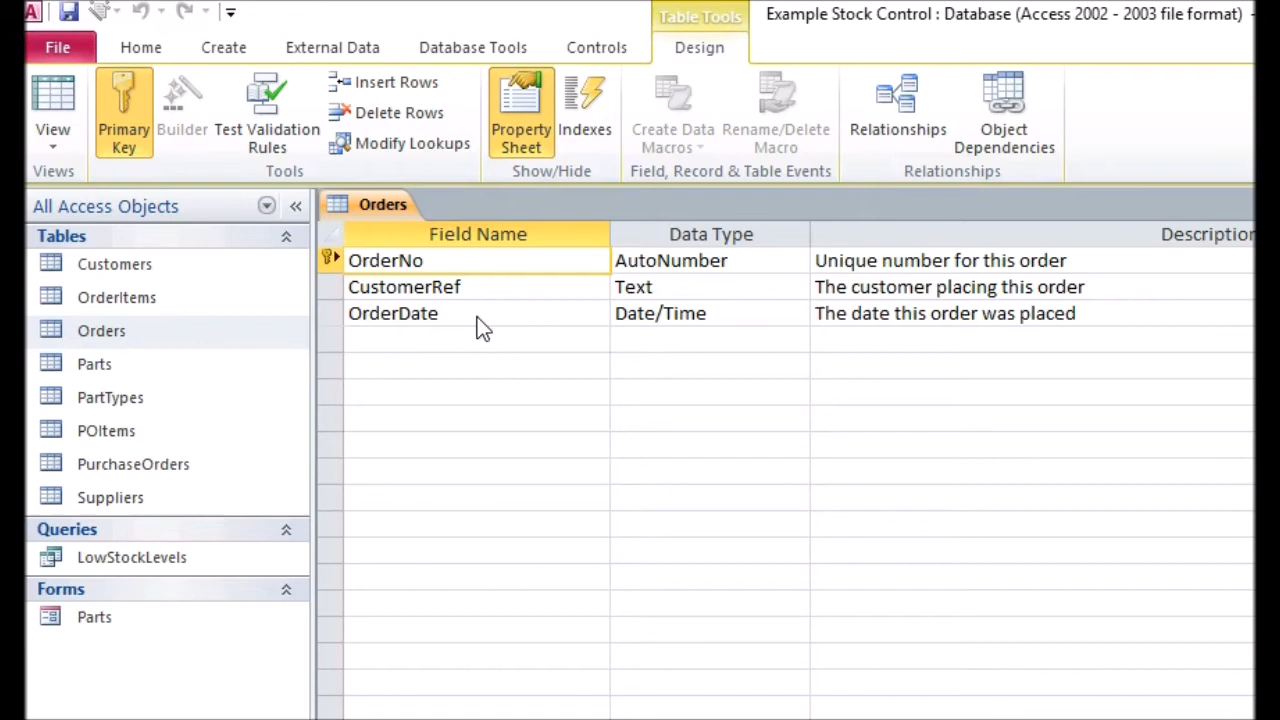 A
Table Tools
Example Stock Control : Database (Access 2002 - 2003 file format) -
File Home Create External Data Database Tools Controls Design
View
Primary Key
Builder
Test Validation Rules
Insert Rows
Delete Rows
Modify Lookups
Property Sheet
Indexes
Create Data Macros
Rename/Delete Macro
Relationships
Object Dependencies
Views Tools Show/Hide Field, Record & Table Events Relationships
All Access Objects «
Tables
Customers
OrderItems
Orders
Parts
PartTypes
POItems
PurchaseOrders
Suppliers
Queries
LowStockLevels
Forms
Parts
Orders
Field Name Data Type Description
OrderNo AutoNumber Unique number for this order
CustomerRef Text The customer placing this order
OrderDate Date/Time The date this order was placed